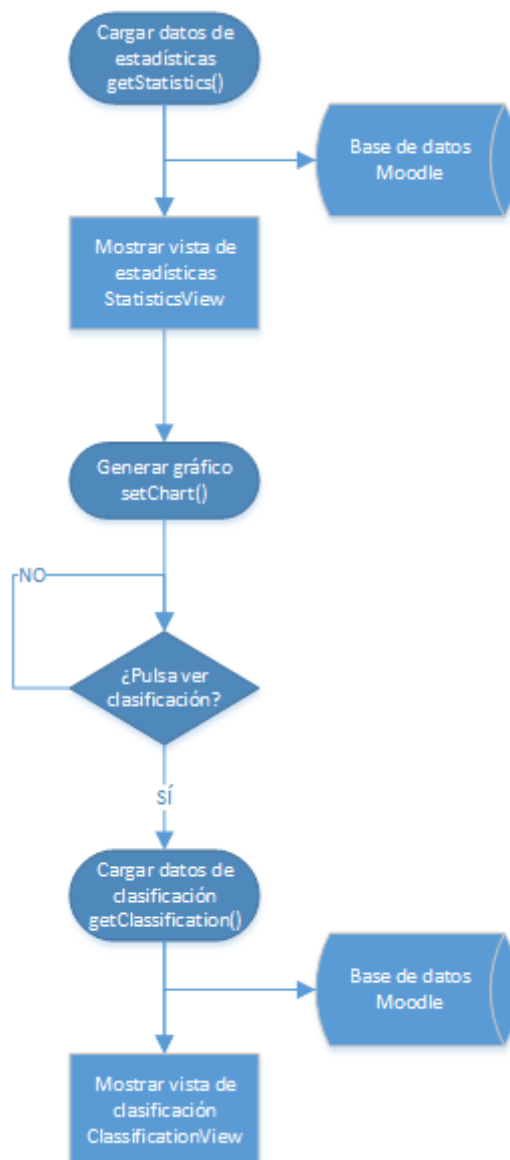 Cargar datos de
estadísticas
getStatistics()
Base de datos
Moodle
Mostrar vista de
estadísticas
StatisticsView
Generar gráfico
setChart()
NO
¿Pulsa ver
clasificación?
SÍ
Cargar datos de
clasificación
getClassification()
Base de datos
Moodle
Mostrar vista de
clasificación
ClassificationView